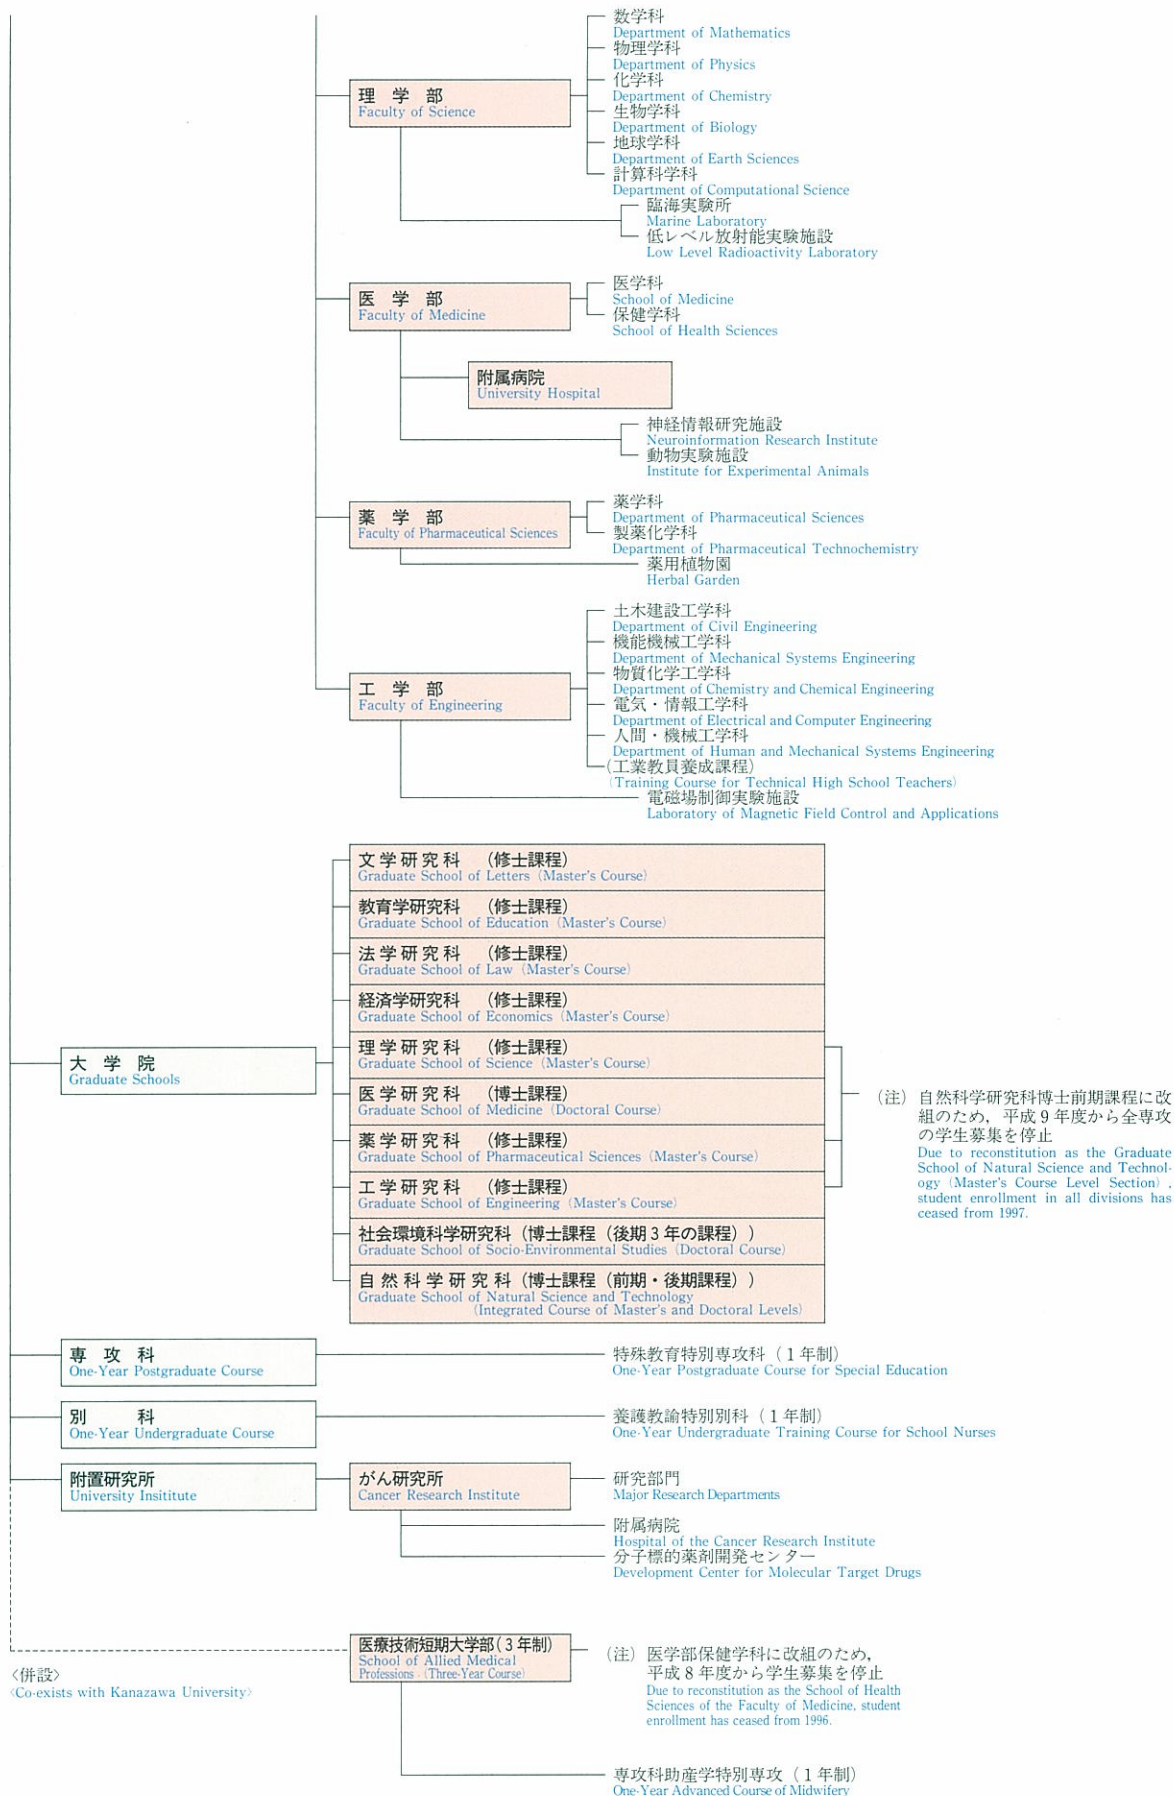 数学科
Department of Mathematics
物理学科
Department of Physics
化学科
Department of Chemistry
生物学科
Department of Biology
地球学科
Department of Earth Sciences
計算科学科
Department of Computational Science
理学部
Faculty of Science
臨海実験所
Marine Laboratory
低レベル放射能実験施設
Low Level Radioactivity Laboratory
医学部
Faculty of Medicine
医学科
School of Medicine
保健学科
School of Health Sciences
附属病院
University Hospital
神経情報研究施設
Neuroinformation Research Institute
動物実験施設
Institute for Experimental Animals
薬学部
Faculty of Pharmaceutical Sciences
薬学科
Department of Pharmaceutical Sciences
製薬化学科
Department of Pharmaceutical Technochemistry
薬用植物園
Herbal Garden
土木建設工学科
Department of Civil Engineering
機能機械工学科
Department of Mechanical Systems Engineering
物質化学工学科
Department of Chemistry and Chemical Engineering
電気・情報工学科
Department of Electrical and Computer Engineering
人間・機械工学科
Department of Human and Mechanical Systems Engineering
(工業教員養成課程)
(Training Course for Technical High School Teachers)
工学部
Faculty of Engineering
電磁場制御実験施設
Laboratory of Magnetic Field Control and Applications
大学院
Graduate Schools
文学研究科 (修士課程)
Graduate School of Letters (Master's Course)
教育学研究科 (修士課程)
Graduate School of Education (Master's Course)
法学研究科 (修士課程)
Graduate School of Law (Master's Course)
経済学研究科 (修士課程)
Graduate School of Economics (Master's Course)
理学研究科 (修士課程)
Graduate School of Science (Master's Course)
医学研究科 (博士課程)
Graduate School of Medicine (Doctoral Course)
薬学研究科 (修士課程)
Graduate School of Pharmaceutical Sciences (Master's Course)
工学研究科 (修士課程)
Graduate School of Engineering (Master's Course)
社会環境科学研究科 (博士課程 (後期3年の課程))
Graduate School of Socio-Environmental Studies (Doctoral Course)
自然科学研究科 (博士課程 (前期・後期課程))
Graduate School of Natural Science and Technology
(Integrated Course of Master's and Doctoral Levels)
(注) 自然科学研究科博士前期課程に改
組のため,平成9年度から全専攻
の学生募集を停止
Due to reconstitution as the Graduate
School of Natural Science and Technol-
ogy (Master's Course Level Section) ,
student enrollment in all divisions has
ceased from 1997.
専攻科
One-Year Postgraduate Course
特殊教育特別専攻科 (1年制)
One-Year Postgraduate Course for Special Education
別科
One-Year Undergraduate Course
養護教諭特別別科 (1年制)
One-Year Undergraduate Training Course for School Nurses
附置研究所
University Insititute
がん研究所
Cancer Research Institute
研究部門
Major Research Departments
附属病院
Hospital of the Cancer Research Institute
分子標的薬剤開発センター
Development Center for Molecular Target Drugs
〈併設〉
〈Co-exists with Kanazawa University〉
医療技術短期大学部(3年制)
School of Allied Medical
Professions (Three-Year Course)
(注) 医学部保健学科に改組のため,
平成8年度から学生募集を停止
Due to reconstitution as the School of Health
Sciences of the Faculty of Medicine, student
enrollment has ceased from 1996.
専攻科助産学特別専攻 (1年制)
One-Year Advanced Course of Midwifery